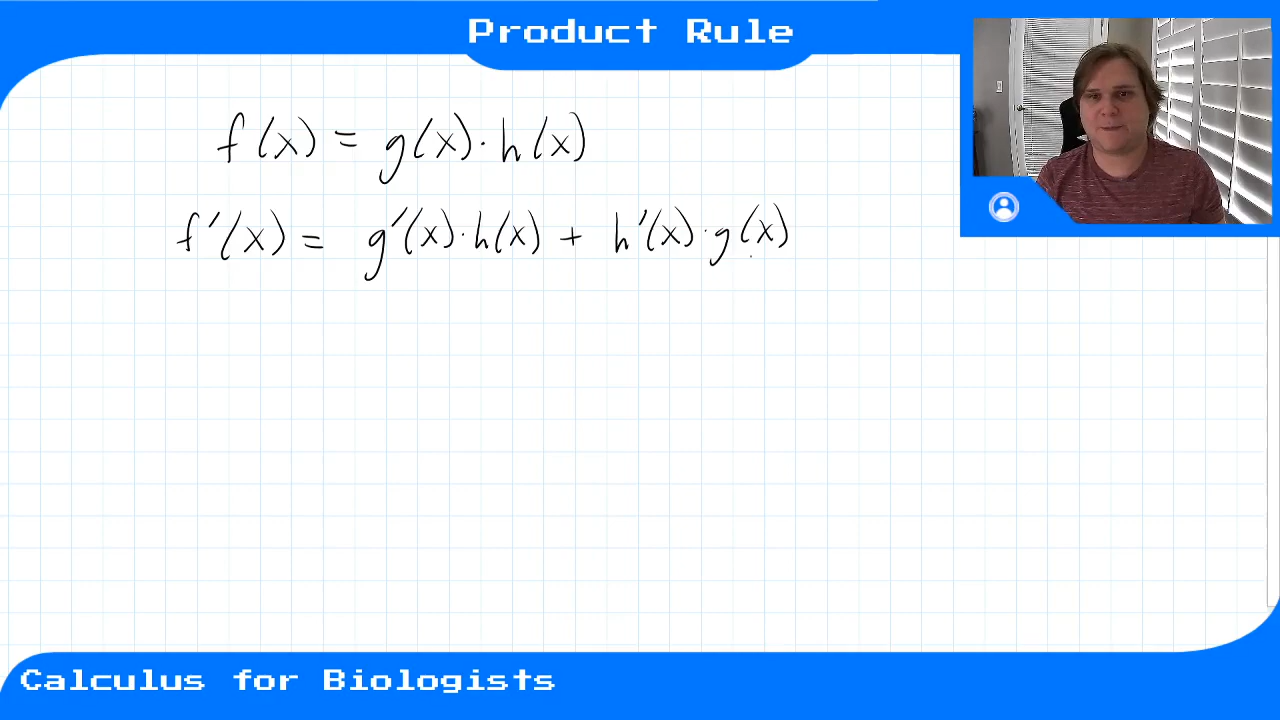 Product Rule
f(x) = g(x)·h(x)
f'(x) = g'(x)·h(x) + h'(x)·g(x)
Calculus for Biologists